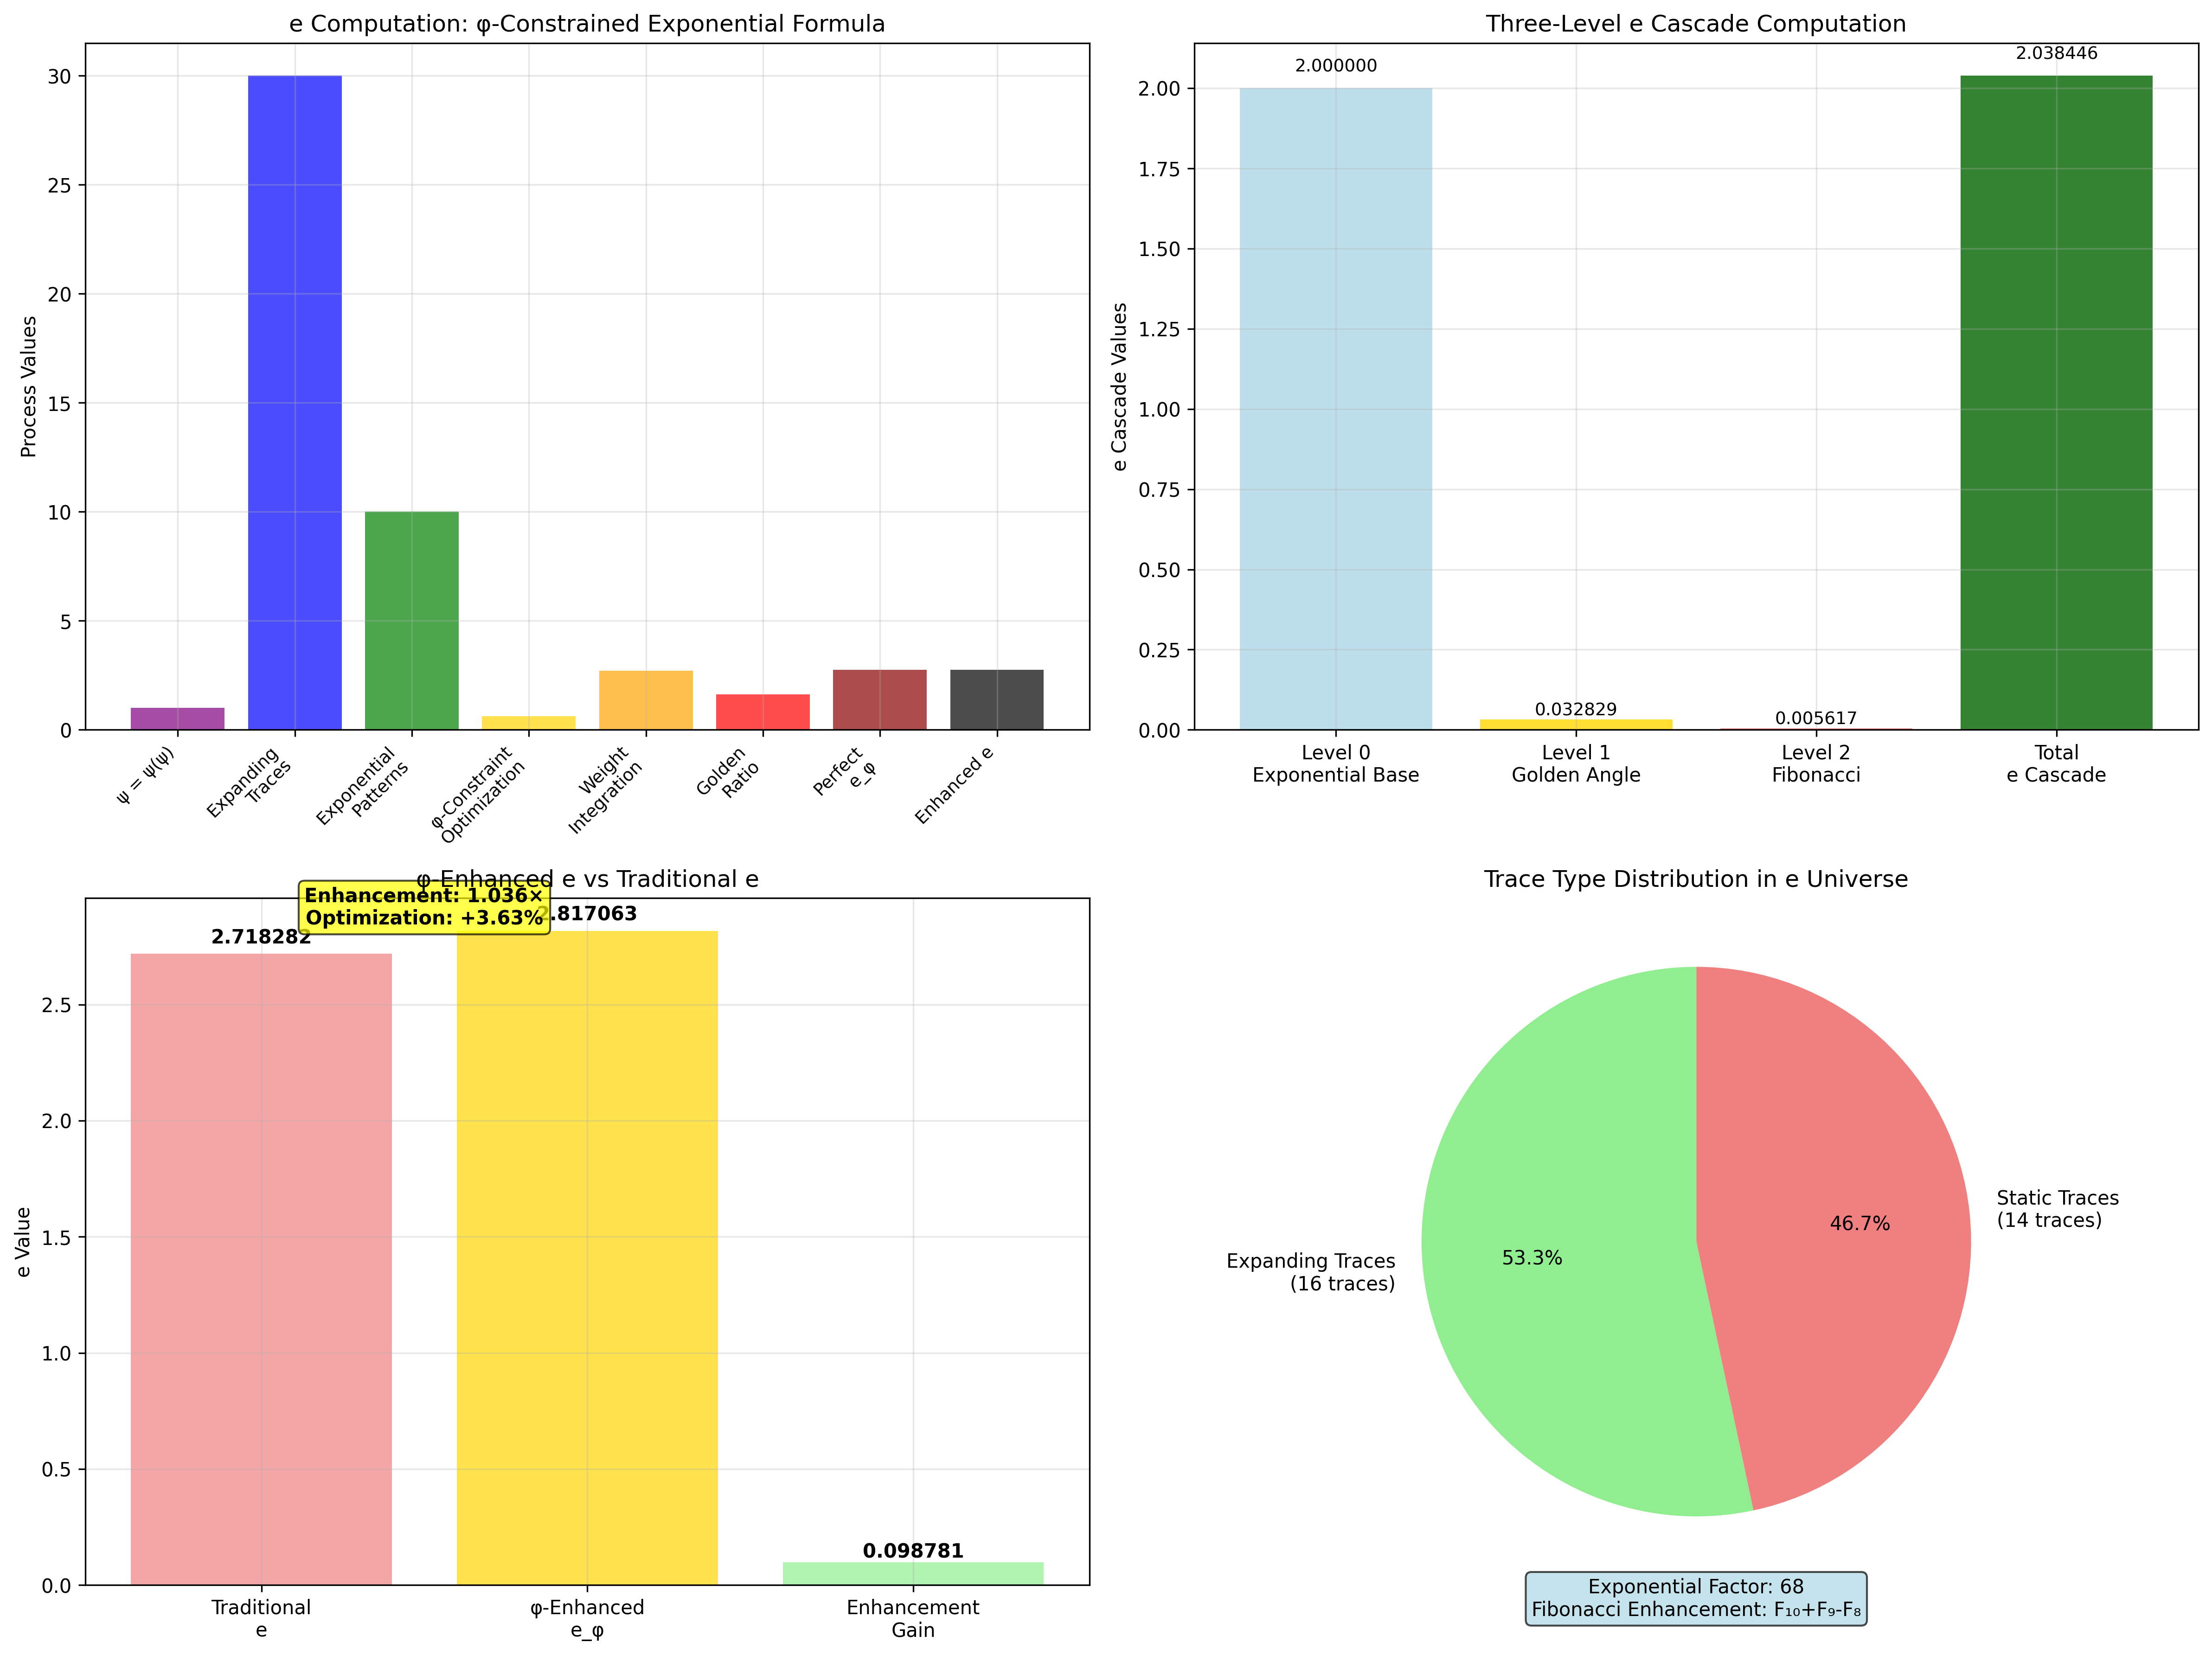 e Computation: φ-Constrained Exponential Formula
Process Values
30
25
20
15
10
5
0
ψ = ψ(ψ)
Expanding
Traces
Exponential
Patterns
φ-Constraint
Optimization
Weight
Integration
Golden
Ratio
Perfect
e_φ
Enhanced e
Three-Level e Cascade Computation
e Cascade Values
2.00
1.75
1.50
1.25
1.00
0.75
0.50
0.25
0.00
2.000000
0.032829
0.005617
2.038446
Level 0
Exponential Base
Level 1
Golden Angle
Level 2
Fibonacci
Total
e Cascade
φ-Enhanced e vs Traditional e
Enhancement: 1.036×
Optimization: +3.63%
e Value
2.5
2.0
1.5
1.0
0.5
0.0
2.718282
2.817063
0.098781
Traditional
e
φ-Enhanced
e_φ
Enhancement
Gain
Trace Type Distribution in e Universe
Expanding Traces
(16 traces)
53.3%
46.7%
Static Traces
(14 traces)
Exponential Factor: 68
Fibonacci Enhancement: F₁₀+F₉-F₈